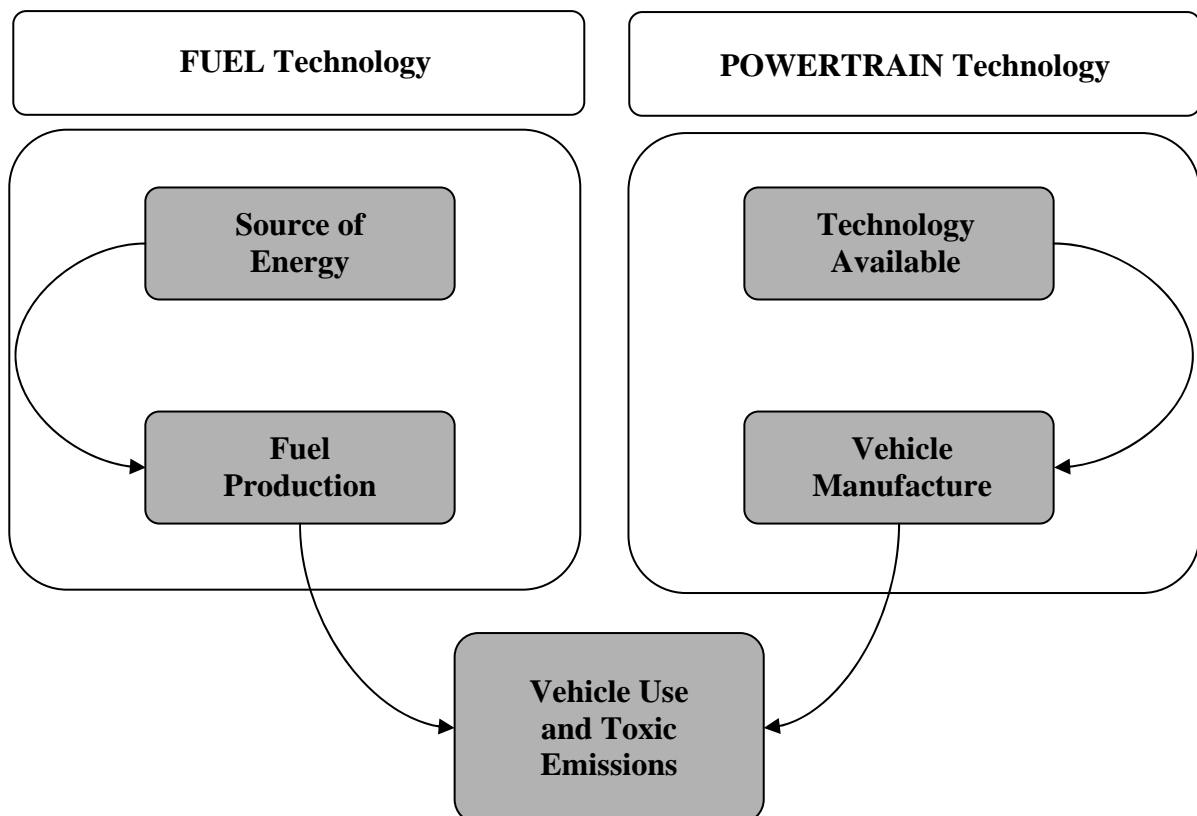 FUEL Technology
POWERTRAIN Technology
Source of
Energy
Technology
Available
Fuel
Production
Vehicle
Manufacture
Vehicle Use
and Toxic
Emissions